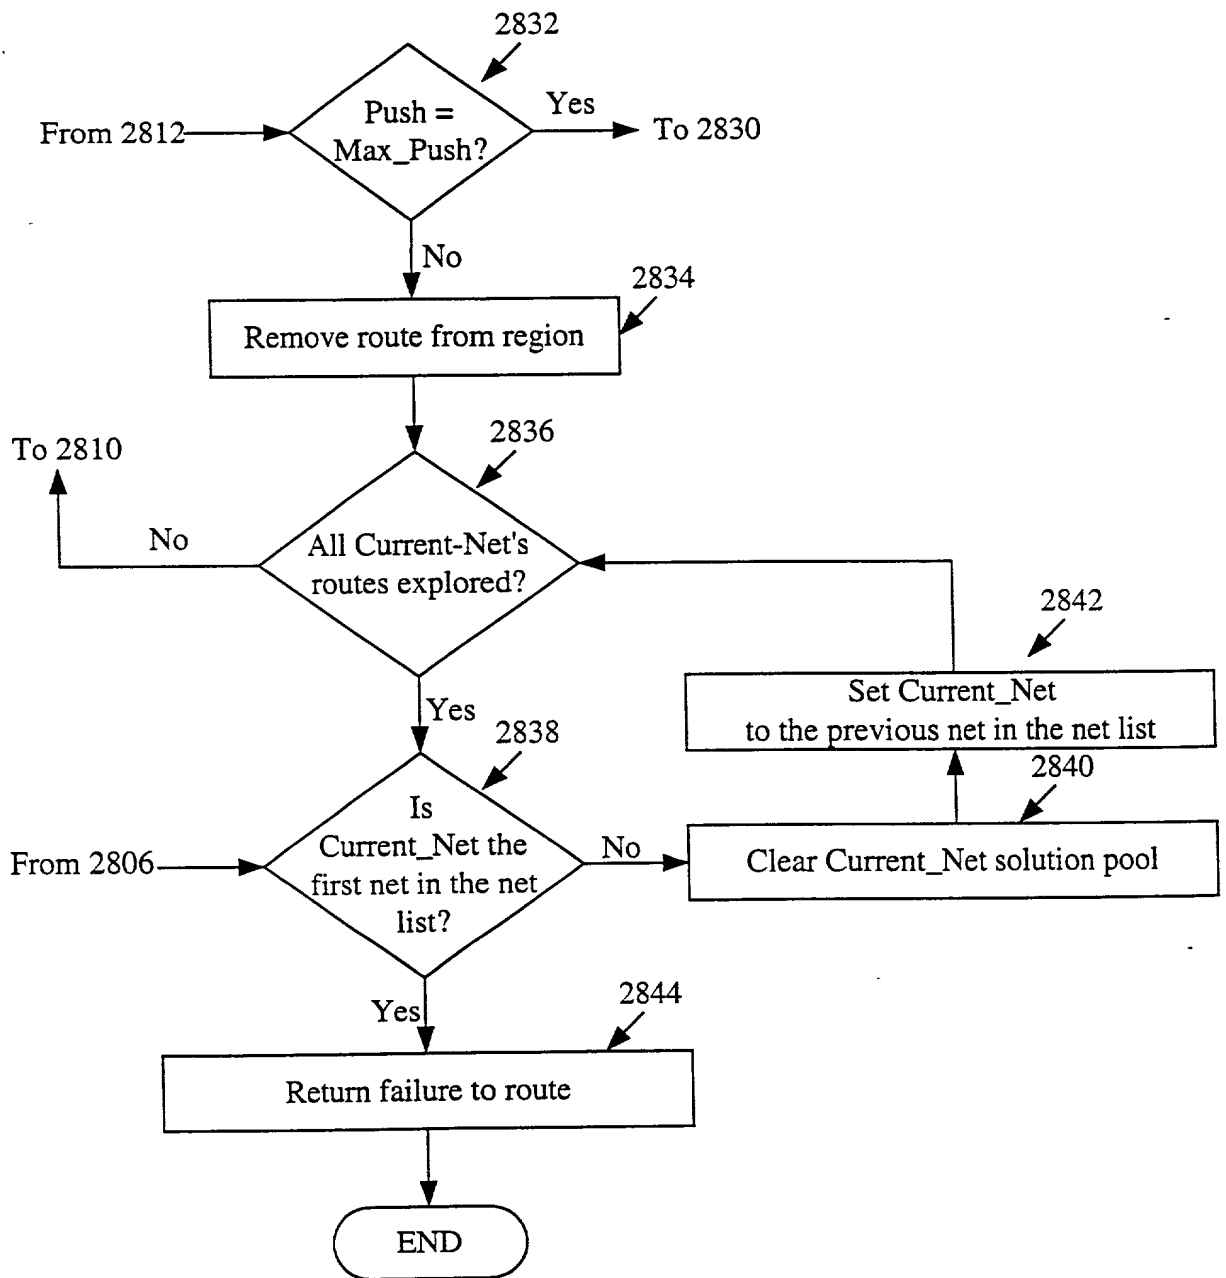 2832
Push =
Max_Push?
Yes
From 2812
To 2830
No
2834
Remove route from region
To 2810
2836
No
All Current-Net's
routes explored?
2842
Set Current_Net
to the previous net in the net list
Yes
2838
2840
Is
Current_Net the
first net in the net
list?
From 2806
No
Clear Current_Net solution pool
Yes
2844
Return failure to route
END